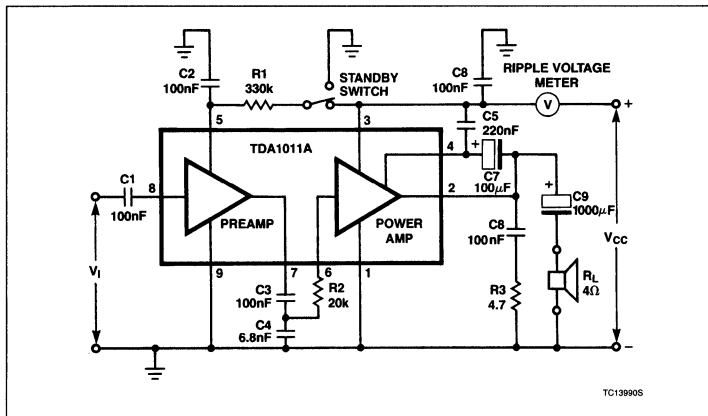 C2
100nF
R1
330k
STANDBY
SWITCH
C8
100nF
RIPPLE VOLTAGE
METER
V
+
5
3
C5
220nF
TDA1011A
4
+
C7
100μF
C1
100nF
8
PREAMP
POWER
AMP
2
+
C9
1000μF
C8
100nF
VCC
VI
9
7
6
1
C3
100nF
R2
20k
R3
4.7
RL
4Ω
C4
6.8nF
−
TC13990S